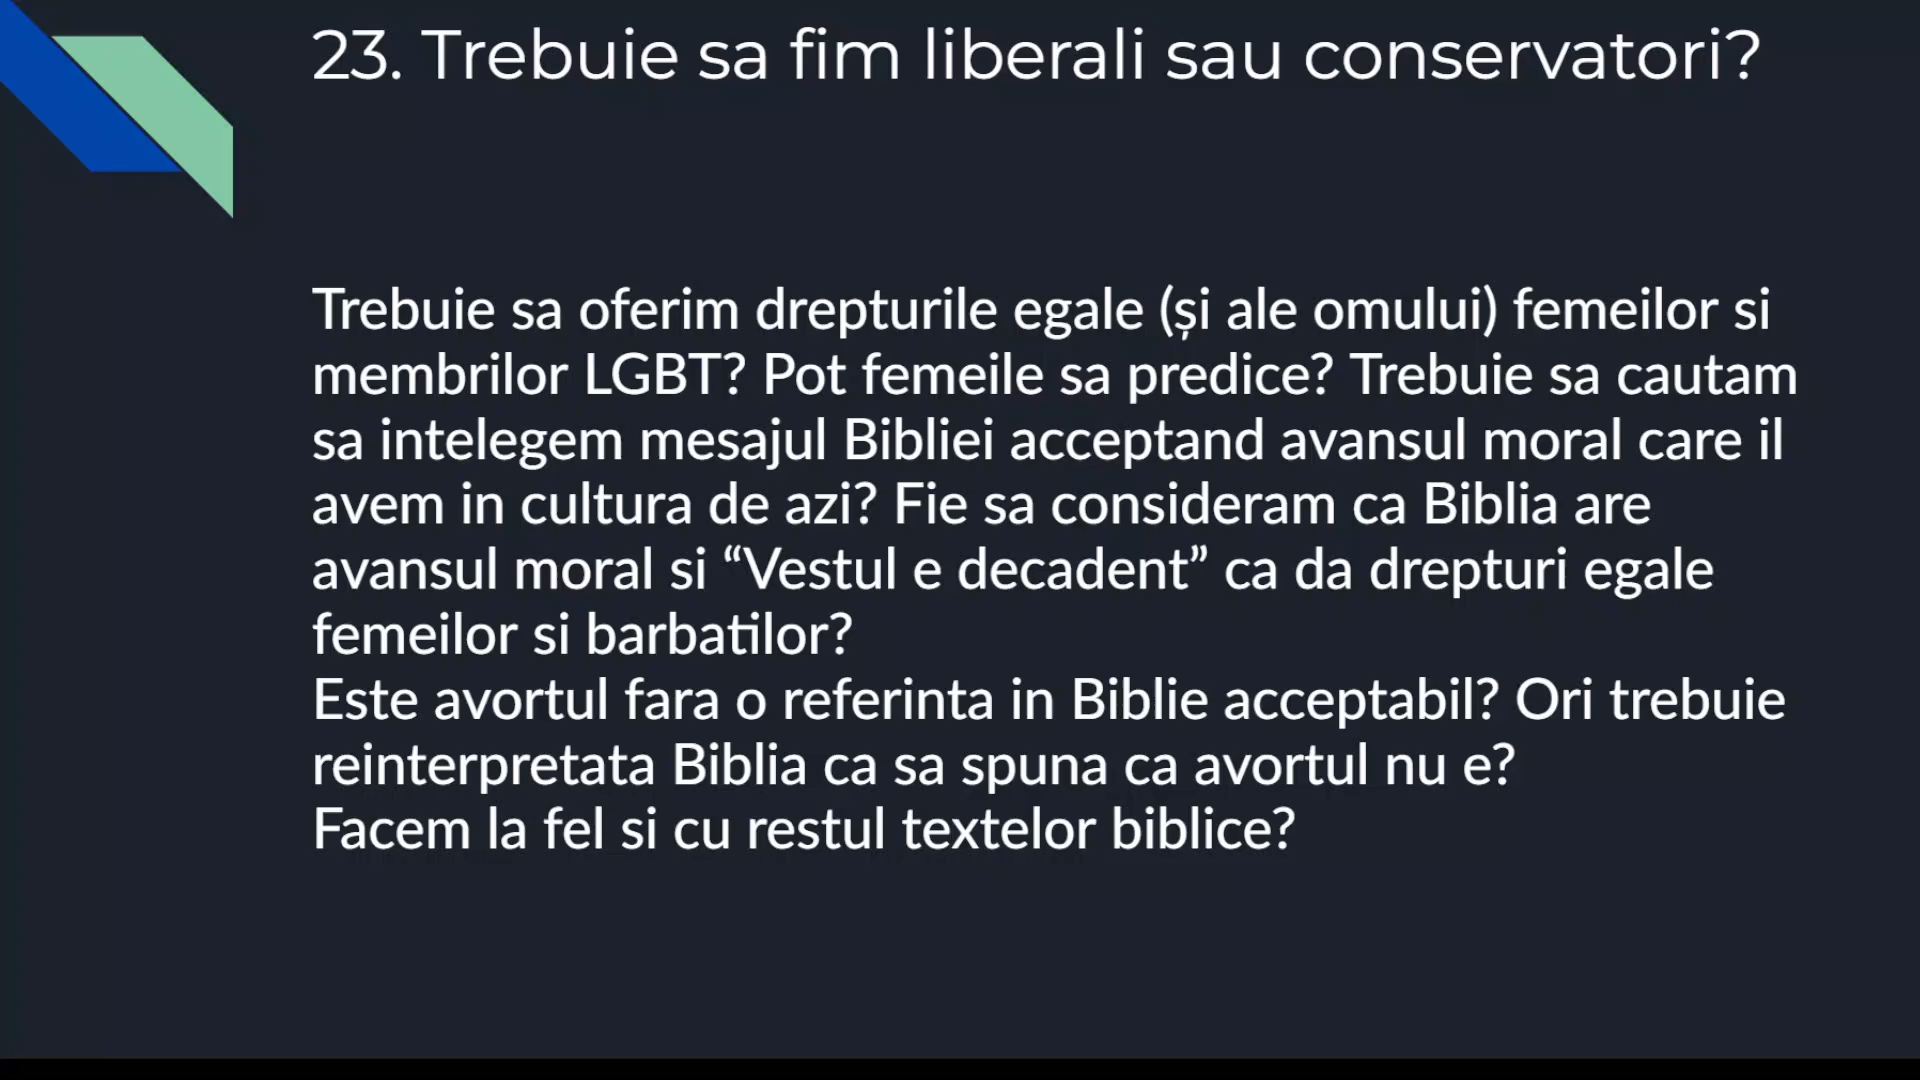 23. Trebuie sa fim liberali sau conservatori?
Trebuie sa oferim drepturile egale (și ale omului) femeilor si
membrilor LGBT? Pot femeile sa predice? Trebuie sa cautam
sa intelegem mesajul Bibliei acceptand avansul moral care il
avem in cultura de azi? Fie sa consideram ca Biblia are
avansul moral si “Vestul e decadent” ca da drepturi egale
femeilor si barbatilor?
Este avortul fara o referinta in Biblie acceptabil? Ori trebuie
reinterpretata Biblia ca sa spuna ca avortul nu e?
Facem la fel si cu restul textelor biblice?